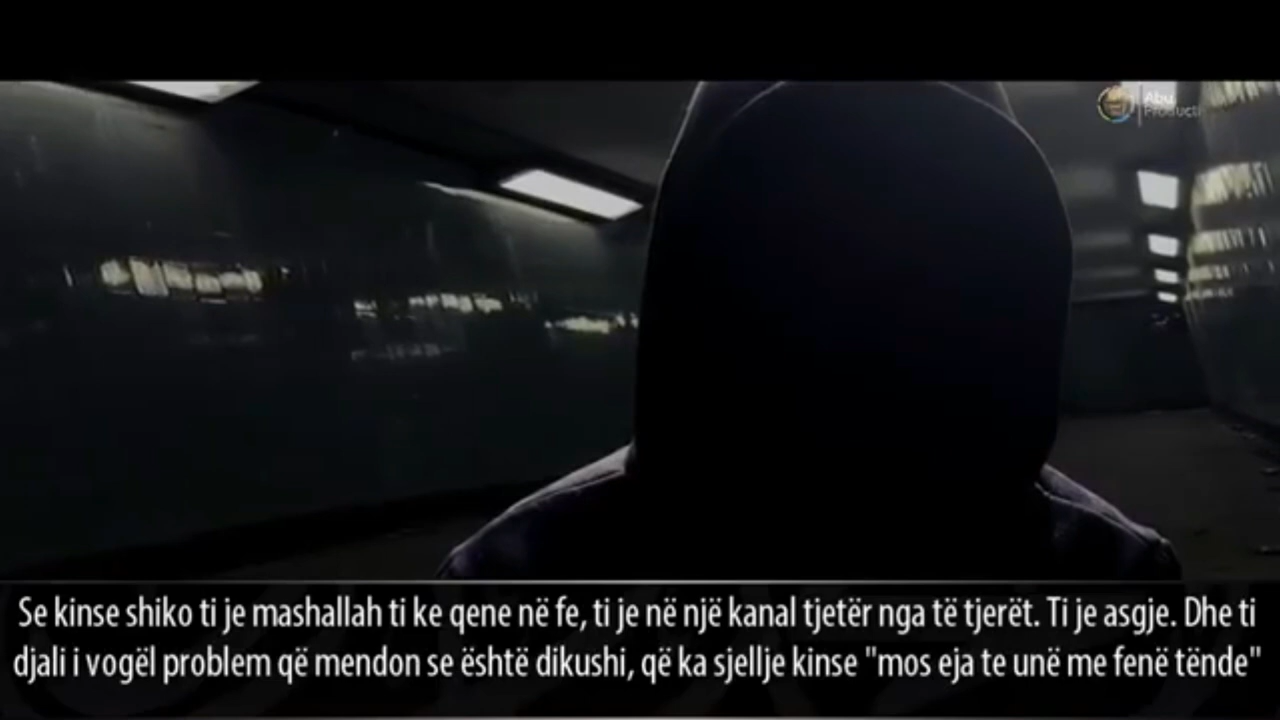 Abu
Producti
Se kinse shiko ti je mashallah ti ke qene në fe, ti je në një kanal tjetër nga të tjerët. Ti je asgje. Dhe ti
djali i vogël problem që mendon se është dikushi, që ka sjellje kinse "mos eja te unë me fenë tënde"